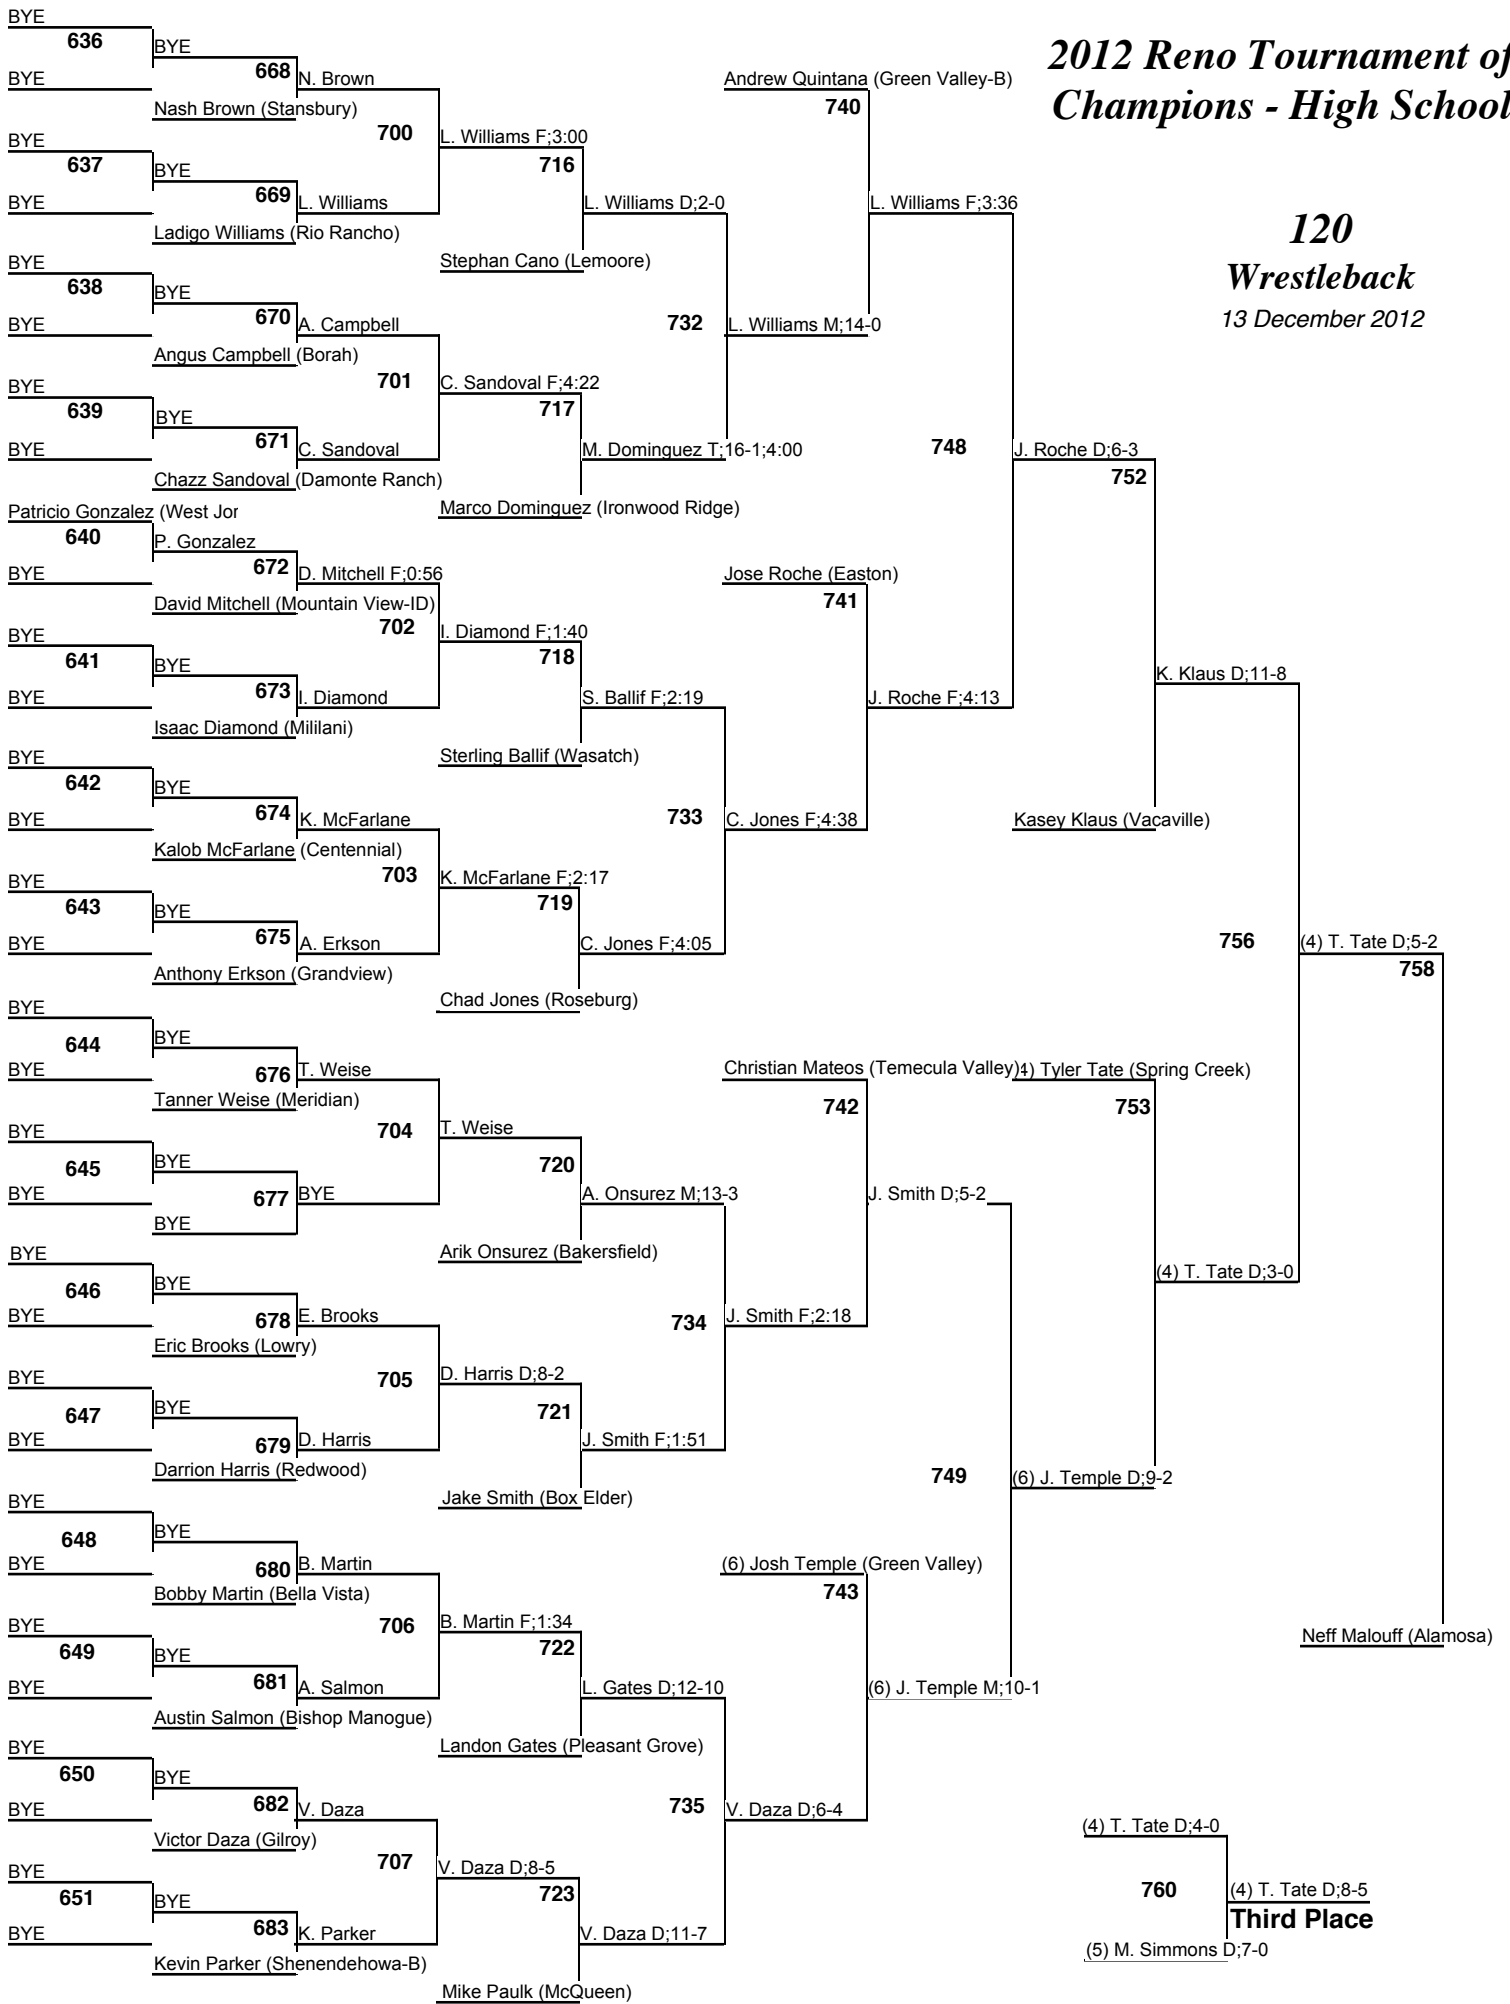 2012 Reno Tournament of
Champions - High School
120
Wrestleback
13 December 2012
BYE
636
BYE
BYE
668
N. Brown
Nash Brown (Stansbury)
700
BYE
637
BYE
BYE
669
L. Williams
Ladigo Williams (Rio Rancho)
L. Williams F;3:00
716
L. Williams D;2-0
Stephan Cano (Lemoore)
BYE
638
BYE
BYE
670
A. Campbell
Angus Campbell (Borah)
701
BYE
639
BYE
BYE
671
C. Sandoval
Chazz Sandoval (Damonte Ranch)
C. Sandoval F;4:22
717
M. Dominguez T;16-1;4:00
Marco Dominguez (Ironwood Ridge)
732
L. Williams M;14-0
Andrew Quintana (Green Valley-B)
740
L. Williams F;3:36
Patricio Gonzalez (West Jor
640
BYE
P. Gonzalez
672
D. Mitchell F;0:56
David Mitchell (Mountain View-ID)
702
BYE
641
BYE
BYE
673
I. Diamond
Isaac Diamond (Mililani)
I. Diamond F;1:40
718
S. Ballif F;2:19
Sterling Ballif (Wasatch)
BYE
642
BYE
BYE
674
K. McFarlane
Kalob McFarlane (Centennial)
703
BYE
643
BYE
BYE
675
A. Erkson
Anthony Erkson (Grandview)
K. McFarlane F;2:17
719
C. Jones F;4:05
Chad Jones (Roseburg)
733
C. Jones F;4:38
Jose Roche (Easton)
741
J. Roche F;4:13
748
J. Roche D;6-3
752
K. Klaus D;11-8
Kasey Klaus (Vacaville)
BYE
644
BYE
BYE
676
T. Weise
Tanner Weise (Meridian)
704
BYE
645
BYE
BYE
677
BYE
BYE
T. Weise
720
A. Onsurez M;13-3
Arik Onsurez (Bakersfield)
BYE
646
BYE
BYE
678
E. Brooks
Eric Brooks (Lowry)
705
BYE
647
BYE
BYE
679
D. Harris
Darrion Harris (Redwood)
D. Harris D;8-2
721
J. Smith F;1:51
Jake Smith (Box Elder)
734
J. Smith F;2:18
Christian Mateos (Temecula Valley)
742
J. Smith D;5-2
BYE
648
BYE
BYE
680
B. Martin
Bobby Martin (Bella Vista)
706
BYE
649
BYE
BYE
681
A. Salmon
Austin Salmon (Bishop Manogue)
B. Martin F;1:34
722
L. Gates D;12-10
Landon Gates (Pleasant Grove)
BYE
650
BYE
BYE
682
V. Daza
Victor Daza (Gilroy)
707
BYE
651
BYE
BYE
683
K. Parker
Kevin Parker (Shenendehowa-B)
V. Daza D;8-5
723
V. Daza D;11-7
Mike Paulk (McQueen)
735
V. Daza D;6-4
(6) Josh Temple (Green Valley)
743
(6) J. Temple M;10-1
749
(6) J. Temple D;9-2
4) Tyler Tate (Spring Creek)
753
(4) T. Tate D;3-0
756
(4) T. Tate D;5-2
758
Neff Malouff (Alamosa)
(4) T. Tate D;4-0
760
(4) T. Tate D;8-5
Third Place
(5) M. Simmons D;7-0